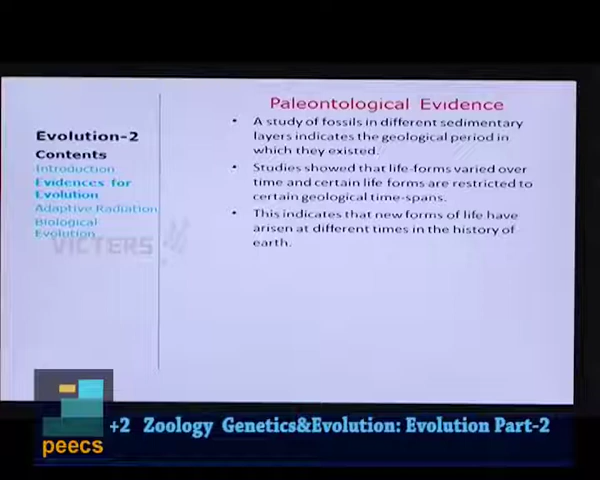 Paleontological Evidence
• A study of fossils in different sedimentary
layers indicates the geological period in
which they existed.
• Studies showed that life-forms varied over
time and certain life forms are restricted to
certain geological time-spans.
• This indicates that new forms of life have
arisen at different times in the history of
earth.
Evolution-2
Contents
Introduction
Evidences for
Evolution
Adaptive Radiation
Biological
Evolution
VICTERS
peecs
+2 Zoology Genetics&Evolution: Evolution Part-2